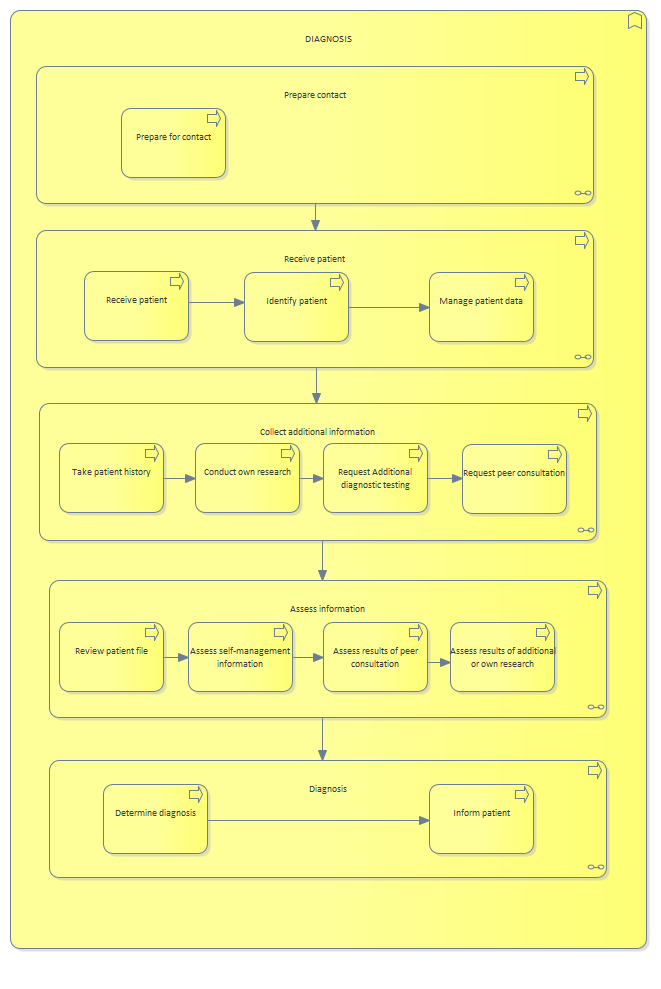 DIAGNOSIS
Prepare contact
Prepare for contact
Receive patient
Receive patient
Identify patient
Manage patient data
Collect additional information
Take patient history
Conduct own research
Request Additional
diagnostic testing
Request peer consultation
Assess information
Review patient file
Assess self-management
information
Assess results of peer
consultation
Assess results of additional
or own research
Diagnosis
Determine diagnosis
Inform patient